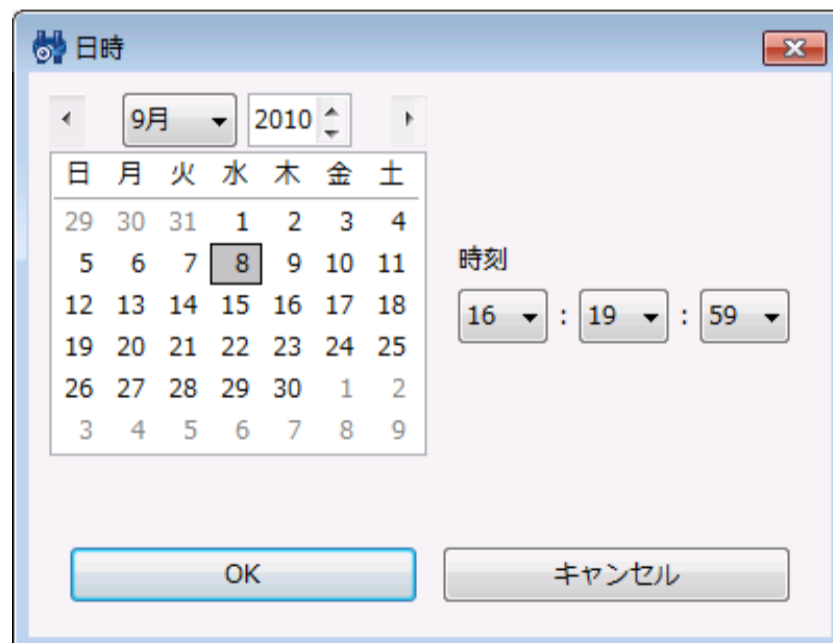 日時
9月 2010
日 月 火 水 木 金 土
29 30 31 1 2 3 4
5 6 7 8 9 10 11
12 13 14 15 16 17 18
19 20 21 22 23 24 25
26 27 28 29 30 1 2
3 4 5 6 7 8 9
時刻
16 : 19 : 59
OK キャンセル